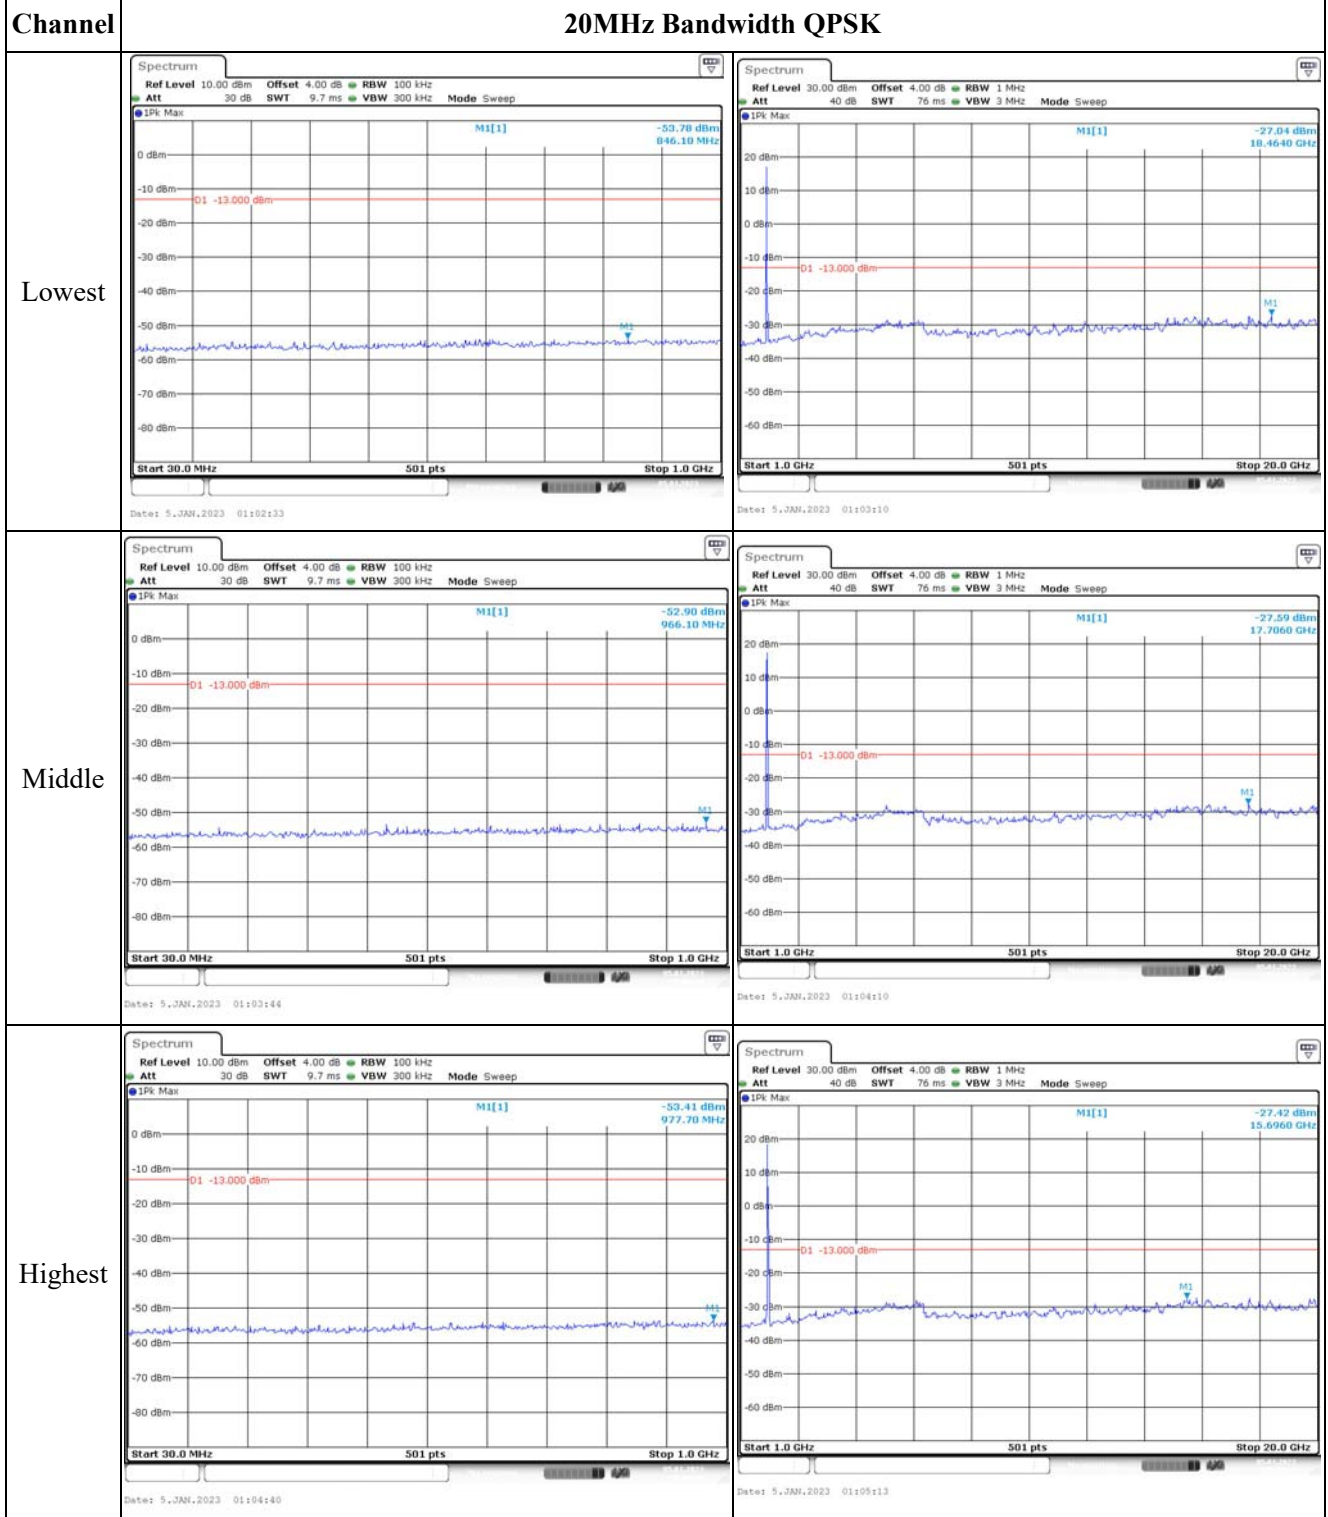 Channel 20MHz Bandwidth QPSK
Lowest
Spectrum
Ref Level 10.00 dBm Offset 4.00 dB RBW 100 kHz
Att 30 dB SWT 9.7 ms VBW 300 kHz Mode Sweep
1Pk Max
M1[1] -53.78 dBm
846.10 MHz
0 dBm
-10 dBm
D1 -13.000 dBm
-20 dBm
-30 dBm
-40 dBm
-50 dBm
M1
-60 dBm
-70 dBm
-80 dBm
Start 30.0 MHz 501 pts Stop 1.0 GHz
Date: 5.JAN.2023 01:02:33
Spectrum
Ref Level 30.00 dBm Offset 4.00 dB RBW 1 MHz
Att 40 dB SWT 76 ms VBW 3 MHz Mode Sweep
1Pk Max
M1[1] -27.04 dBm
18.4640 GHz
20 dBm
10 dBm
0 dBm
-10 dBm
D1 -13.000 dBm
-20 dBm
M1
-30 dBm
-40 dBm
-50 dBm
-60 dBm
Start 1.0 GHz 501 pts Stop 20.0 GHz
Date: 5.JAN.2023 01:03:10
Middle
Spectrum
Ref Level 10.00 dBm Offset 4.00 dB RBW 100 kHz
Att 30 dB SWT 9.7 ms VBW 300 kHz Mode Sweep
1Pk Max
M1[1] -52.90 dBm
966.10 MHz
0 dBm
-10 dBm
D1 -13.000 dBm
-20 dBm
-30 dBm
-40 dBm
-50 dBm
M1
-60 dBm
-70 dBm
-80 dBm
Start 30.0 MHz 501 pts Stop 1.0 GHz
Date: 5.JAN.2023 01:03:44
Spectrum
Ref Level 30.00 dBm Offset 4.00 dB RBW 1 MHz
Att 40 dB SWT 76 ms VBW 3 MHz Mode Sweep
1Pk Max
M1[1] -27.59 dBm
17.7060 GHz
20 dBm
10 dBm
0 dBm
-10 dBm
D1 -13.000 dBm
-20 dBm
M1
-30 dBm
-40 dBm
-50 dBm
-60 dBm
Start 1.0 GHz 501 pts Stop 20.0 GHz
Date: 5.JAN.2023 01:04:10
Highest
Spectrum
Ref Level 10.00 dBm Offset 4.00 dB RBW 100 kHz
Att 30 dB SWT 9.7 ms VBW 300 kHz Mode Sweep
1Pk Max
M1[1] -53.41 dBm
977.70 MHz
0 dBm
-10 dBm
D1 -13.000 dBm
-20 dBm
-30 dBm
-40 dBm
-50 dBm
M1
-60 dBm
-70 dBm
-80 dBm
Start 30.0 MHz 501 pts Stop 1.0 GHz
Date: 5.JAN.2023 01:04:40
Spectrum
Ref Level 30.00 dBm Offset 4.00 dB RBW 1 MHz
Att 40 dB SWT 76 ms VBW 3 MHz Mode Sweep
1Pk Max
M1[1] -27.42 dBm
15.6960 GHz
20 dBm
10 dBm
0 dBm
-10 dBm
D1 -13.000 dBm
-20 dBm
M1
-30 dBm
-40 dBm
-50 dBm
-60 dBm
Start 1.0 GHz 501 pts Stop 20.0 GHz
Date: 5.JAN.2023 01:05:13